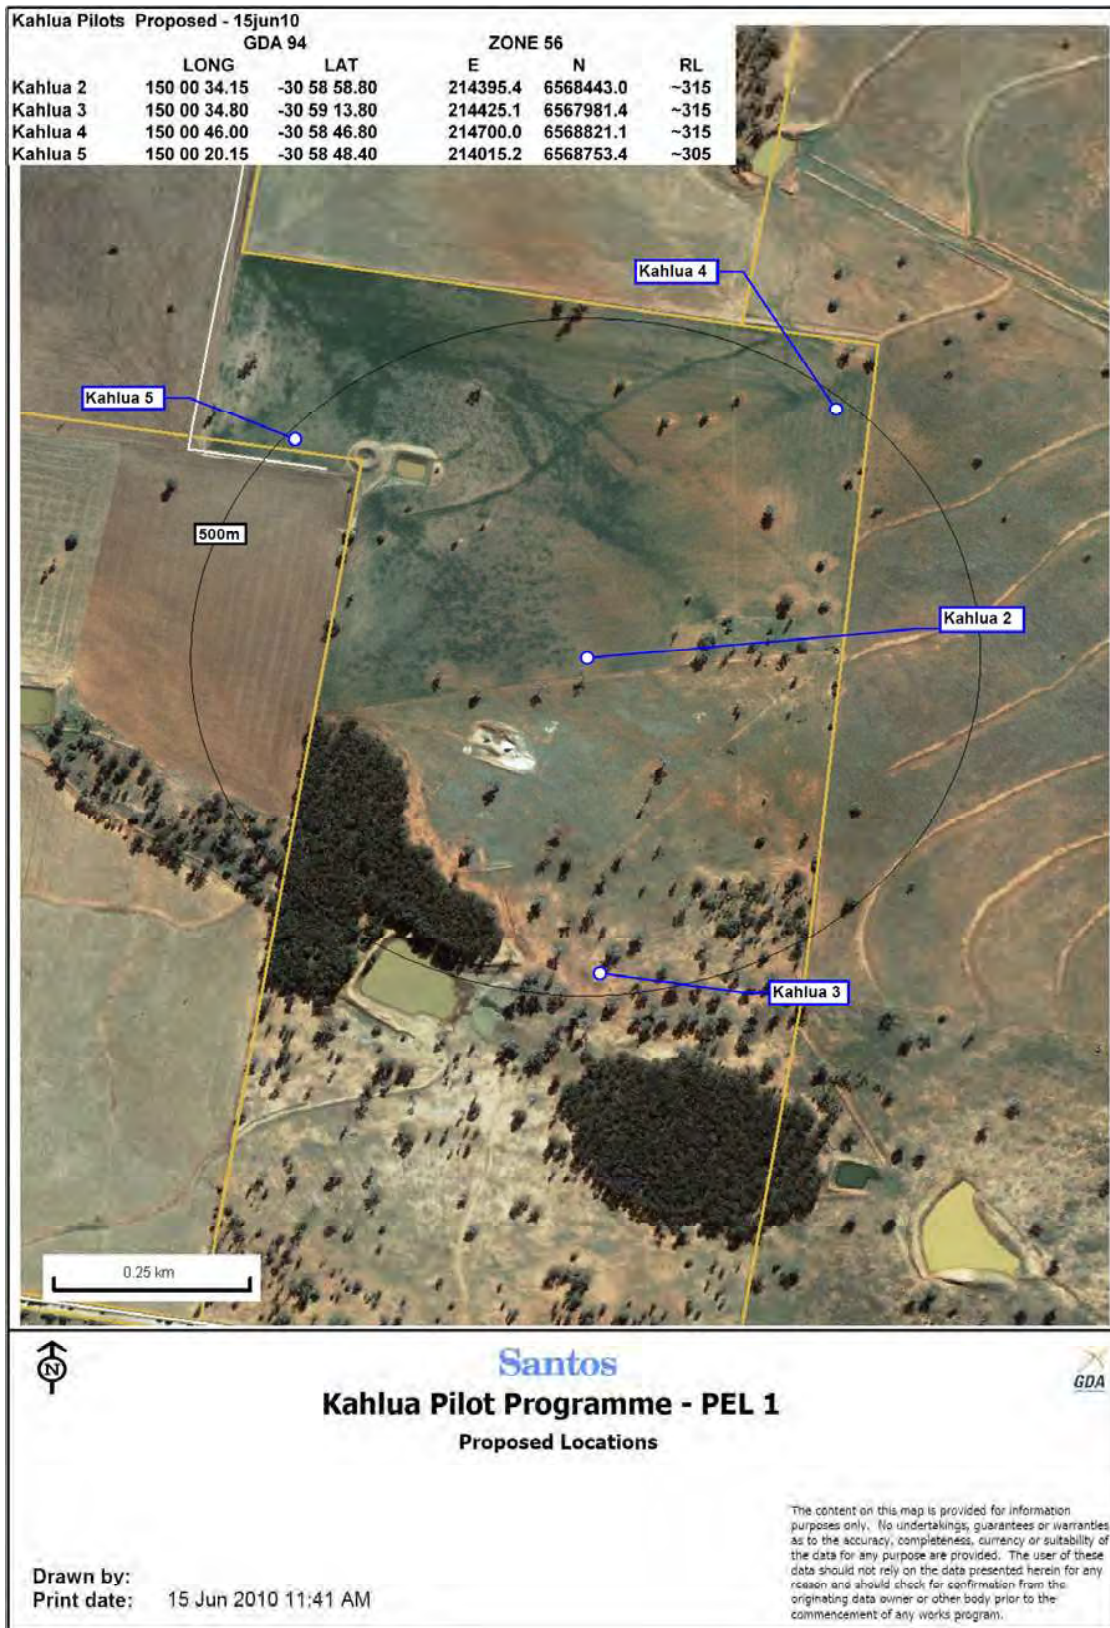 Kahlua Pilots Proposed - 15jun10
GDA 94 ZONE 56
LONG LAT E N RL
Kahlua 2 150 00 34.15 -30 58 58.80 214395.4 6568443.0 ~315
Kahlua 3 150 00 34.80 -30 59 13.80 214425.1 6567981.4 ~315
Kahlua 4 150 00 46.00 -30 58 46.80 214700.0 6568821.1 ~315
Kahlua 5 150 00 20.15 -30 58 48.40 214015.2 6568753.4 ~305
Kahlua 4
Kahlua 5
500m
Kahlua 2
Kahlua 3
0.25 km
N
Santos
GDA
Kahlua Pilot Programme - PEL 1
Proposed Locations
The content on this map is provided for information
purposes only. No undertakings, guarantees or warranties
as to the accuracy, completeness, currency or suitability of
the data for any purpose are provided. The user of these
data should not rely on the data presented herein for any
reason and should check for confirmation from the
originating data owner or other body prior to the
commencement of any works program.
Drawn by:
Print date: 15 Jun 2010 11:41 AM